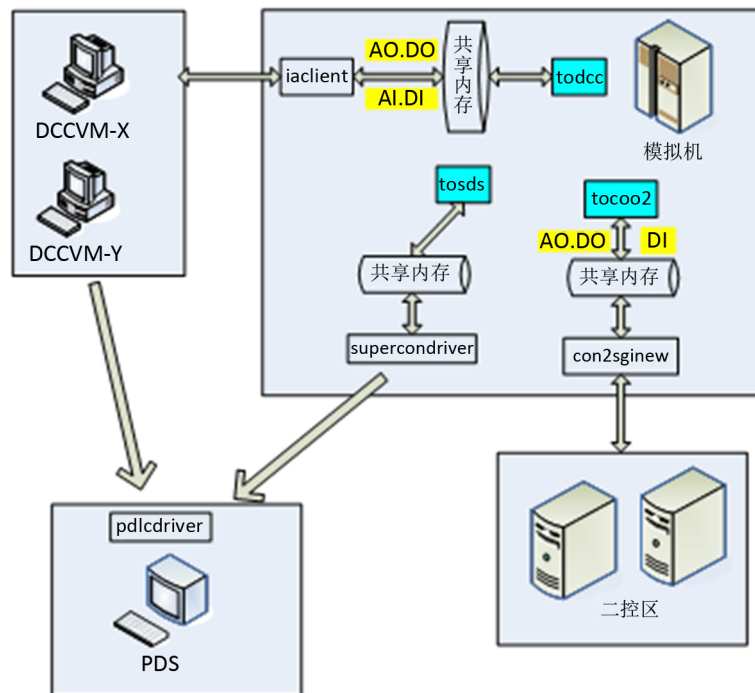 DCCVM-X
DCCVM-Y
iaclient
AO.DO
AI.DI
共享内存
todcc
模拟机
tosds
共享内存
supercondriver
tocoo2
AO.DO
DI
共享内存
con2sginew
pdlcdriver
PDS
二控区